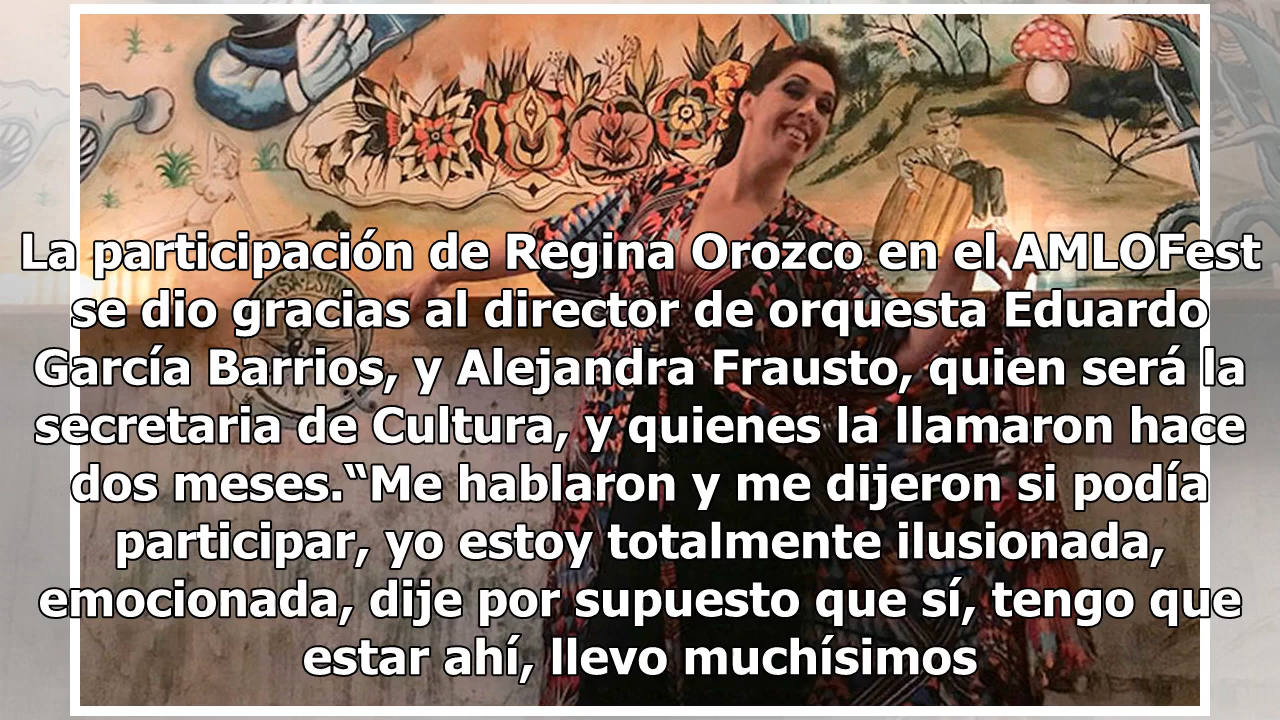 La participación de Regina Orozco en el AMLOFest
se dio gracias al director de orquesta Eduardo
García Barrios, y Alejandra Frausto, quien será la
secretaria de Cultura, y quienes la llamaron hace
dos meses.“Me hablaron y me dijeron si podía
participar, yo estoy totalmente ilusionada,
emocionada, dije por supuesto que sí, tengo que
estar ahí, llevo muchísimos